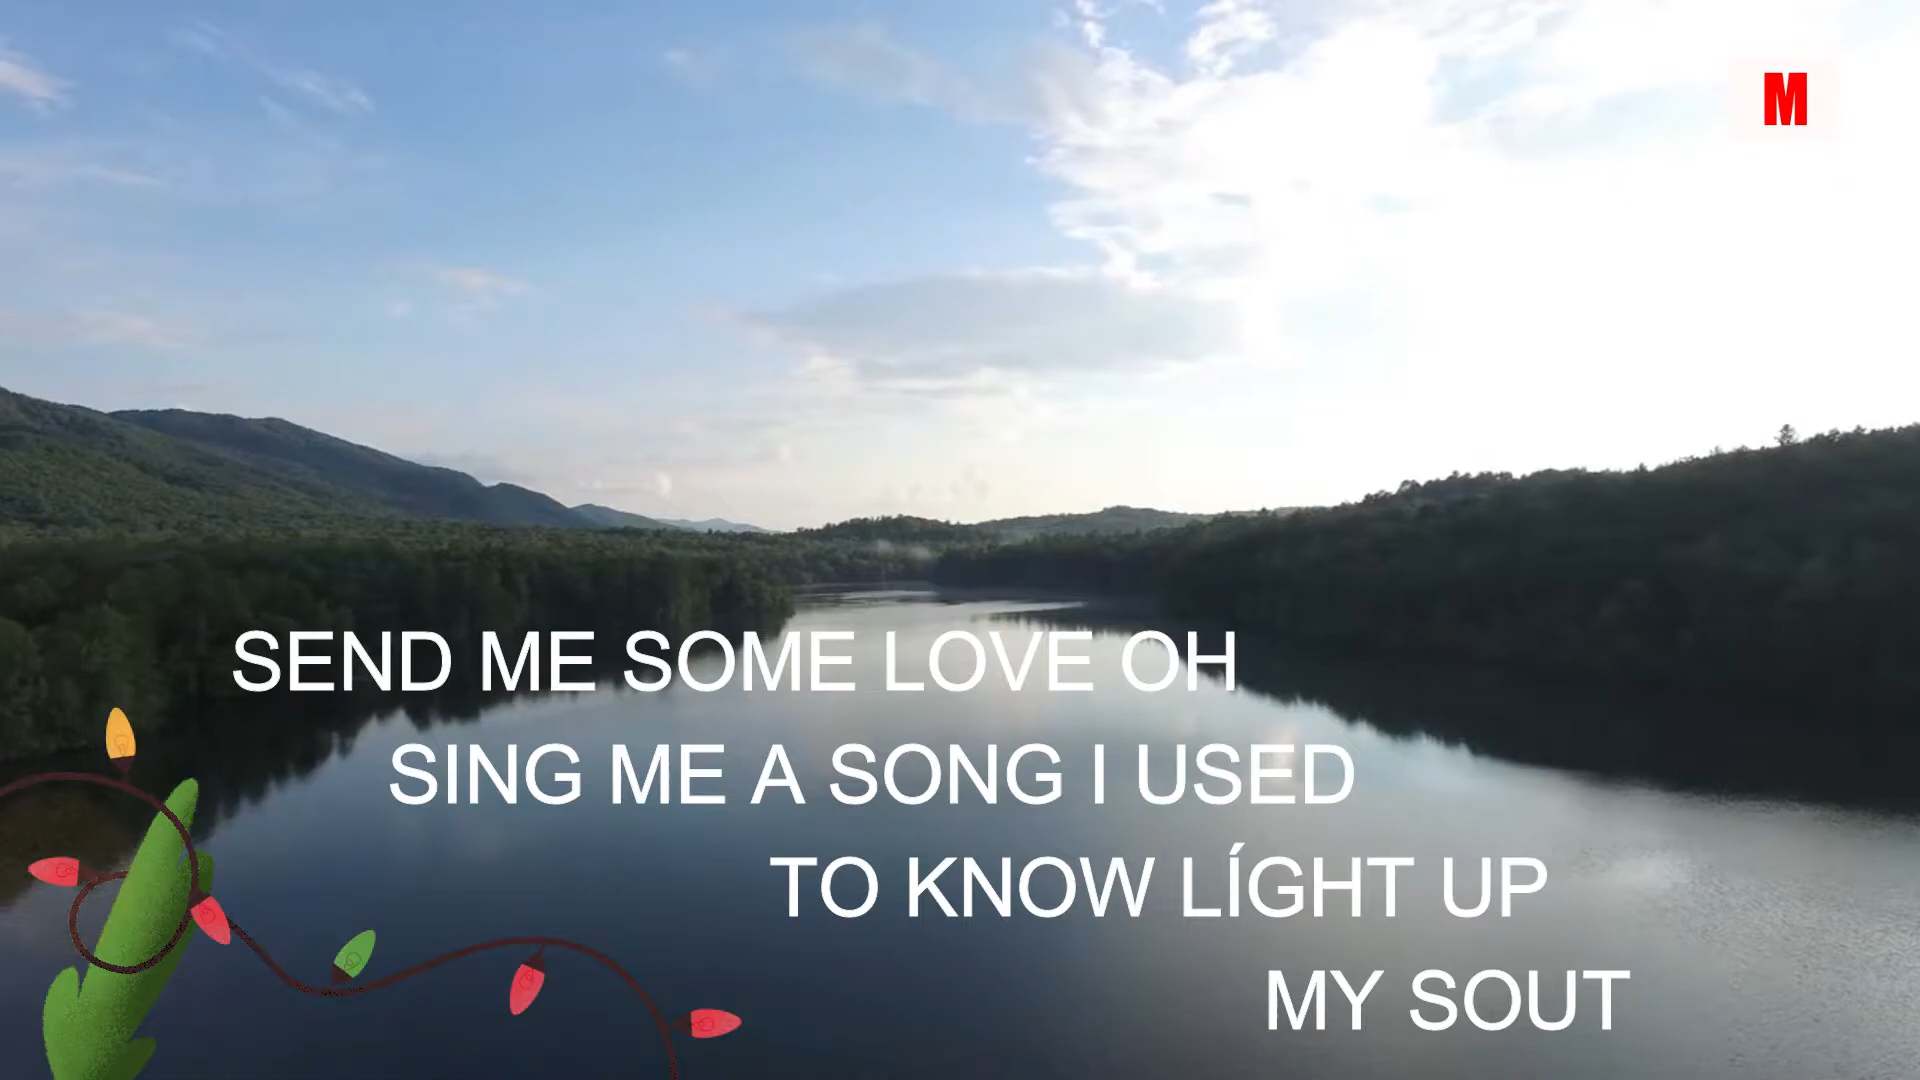 M
SEND ME SOME LOVE OH
SING ME A SONG I USED
TO KNOW LÍGHT UP
MY SOUT